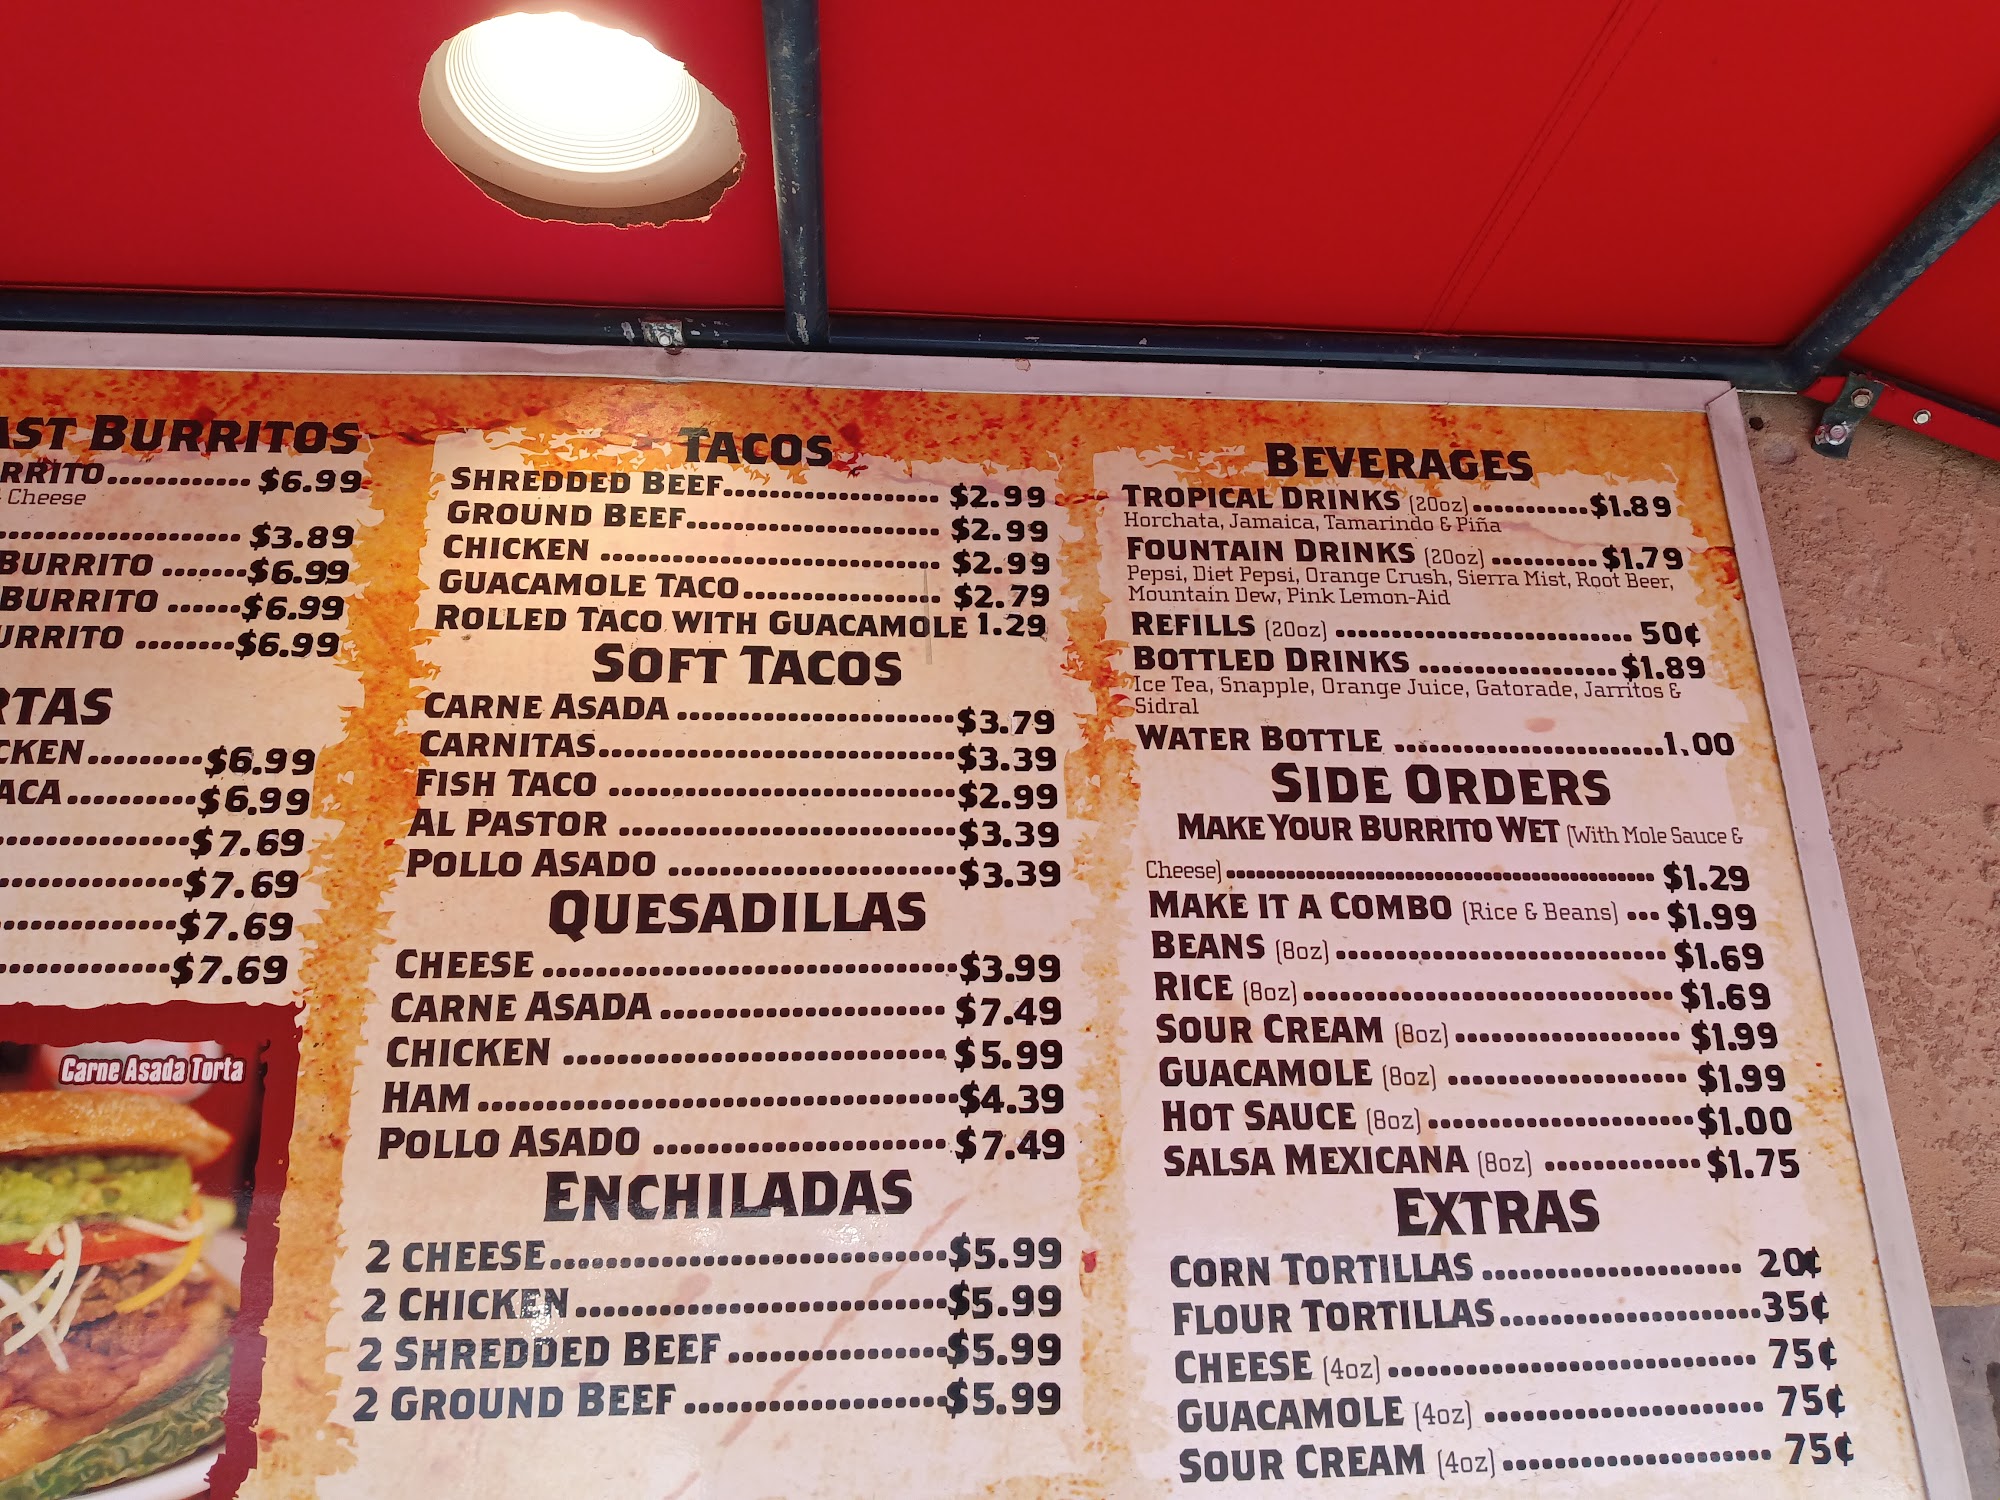 BURRITOS
$6.99
Cheese
$3.89
BURRITO ........$6.99
BURRITO ......$6.99
$6.99
$6.99
$6.99
$7.69
$7.69
$7.69
$7.69
Carne Asada Torta
TACOS
SHREDDED BEEF.................... $2.99
GROUND BEEF........................ $2.99
CHICKEN ................................ $2.99
GUACAMOLE TACO.................. $2.79
ROLLED TACO WITH GUACAMOLE 1.29
SOFT TACOS
CARNE ASADA ........................$3.79
CARNITAS...............................$3.39
FISH TACO ..............................$2.99
AL PASTOR .............................$3.39
POLLO ASADO ........................$3.39
QUESADILLAS
CHEESE ..................................$3.99
CARNE ASADA ....................... $7.49
CHICKEN ............................... $5.99
HAM .......................................$4.39
POLLO ASADO ....................... $7.49
ENCHILADAS
2 CHEESE................................$5.99
2 CHICKEN..............................$5.99
2 SHREDDED BEEF .................$5.99
2 GROUND BEEF .....................$5.99
BEVERAGES
TROPICAL DRINKS (20oz)...........$1.89
Horchata, Jamaica, Tamarindo & Piña
FOUNTAIN DRINKS (20oz) ..........$1.79
Pepsi, Diet Pepsi, Orange Crush, Sierra Mist, Root Beer,
Mountain Dew, Pink Lemon-Aid
REFILLS (20oz) ............................. 50¢
BOTTLED DRINKS ...................$1.89
Ice Tea, Snapple, Orange Juice, Gatorade, Jarritos &
Sidral
WATER BOTTLE .........................1.00
SIDE ORDERS
MAKE YOUR BURRITO WET (With Mole Sauce &
Cheese)........................................ $1.29
MAKE IT A COMBO (Rice & Beans) ... $1.99
BEANS (8oz)............................... $1.69
RICE (8oz).................................. $1.69
SOUR CREAM (8oz)..................... $1.99
GUACAMOLE (8oz) ...................... $1.99
HOT SAUCE (8oz).........................$1.00
SALSA MEXICANA (8oz) .............. $1.75
EXTRAS
CORN TORTILLAS ....................... 20¢
FLOUR TORTILLAS.......................35¢
CHEESE (4oz)............................... 75¢
GUACAMOLE (4oz) ....................... 75¢
SOUR CREAM (4oz)....................... 75¢